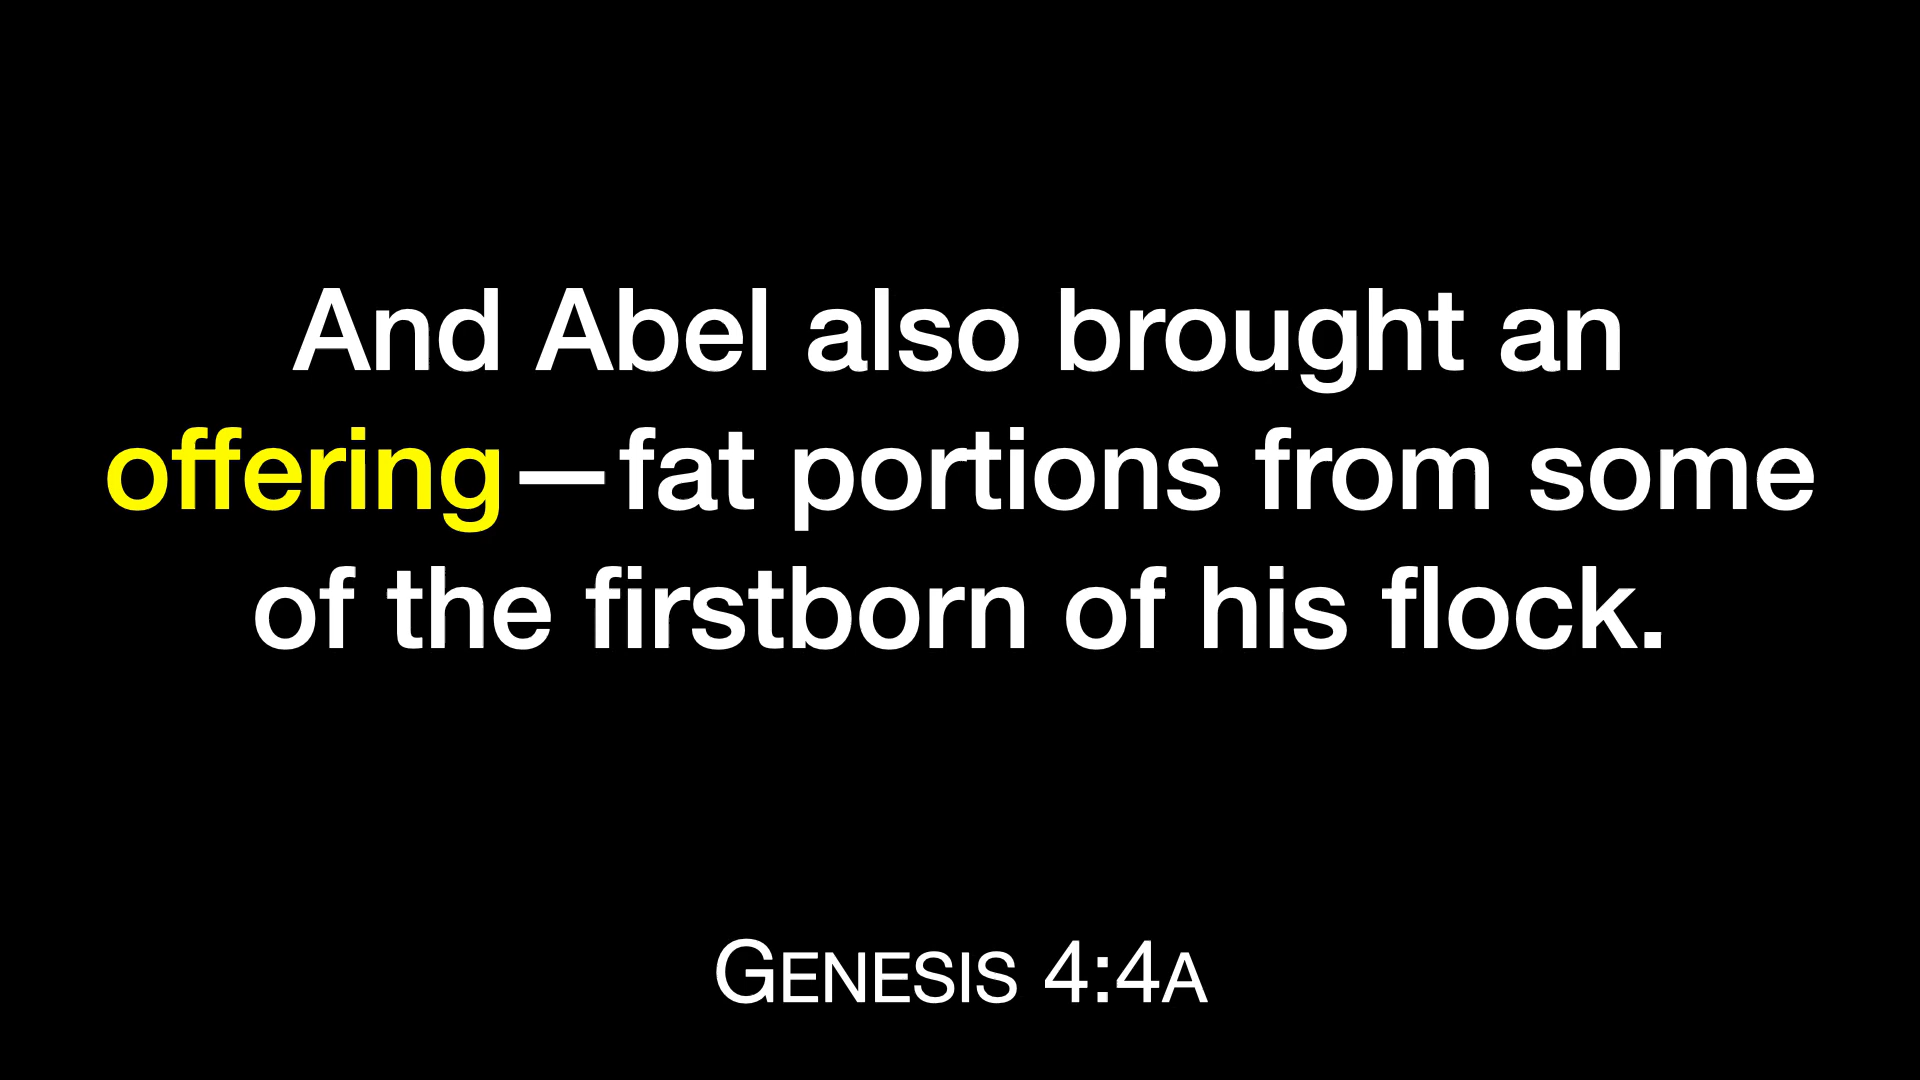 And Abel also brought an
offering—fat portions from some
of the firstborn of his flock.
GENESIS 4:4A